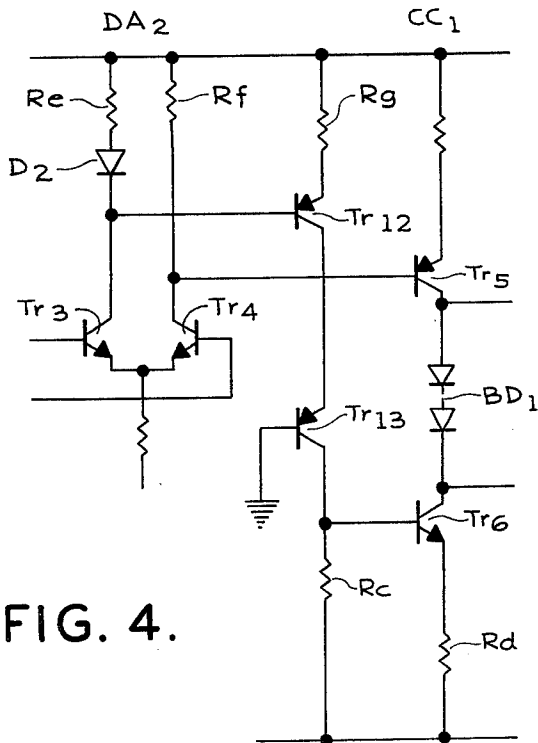 DA2 CC1
Re Rf Rg
D2
Tr12
Tr5
Tr3 Tr4
BD1
Tr13
Tr6
Rc
FIG. 4.
Rd